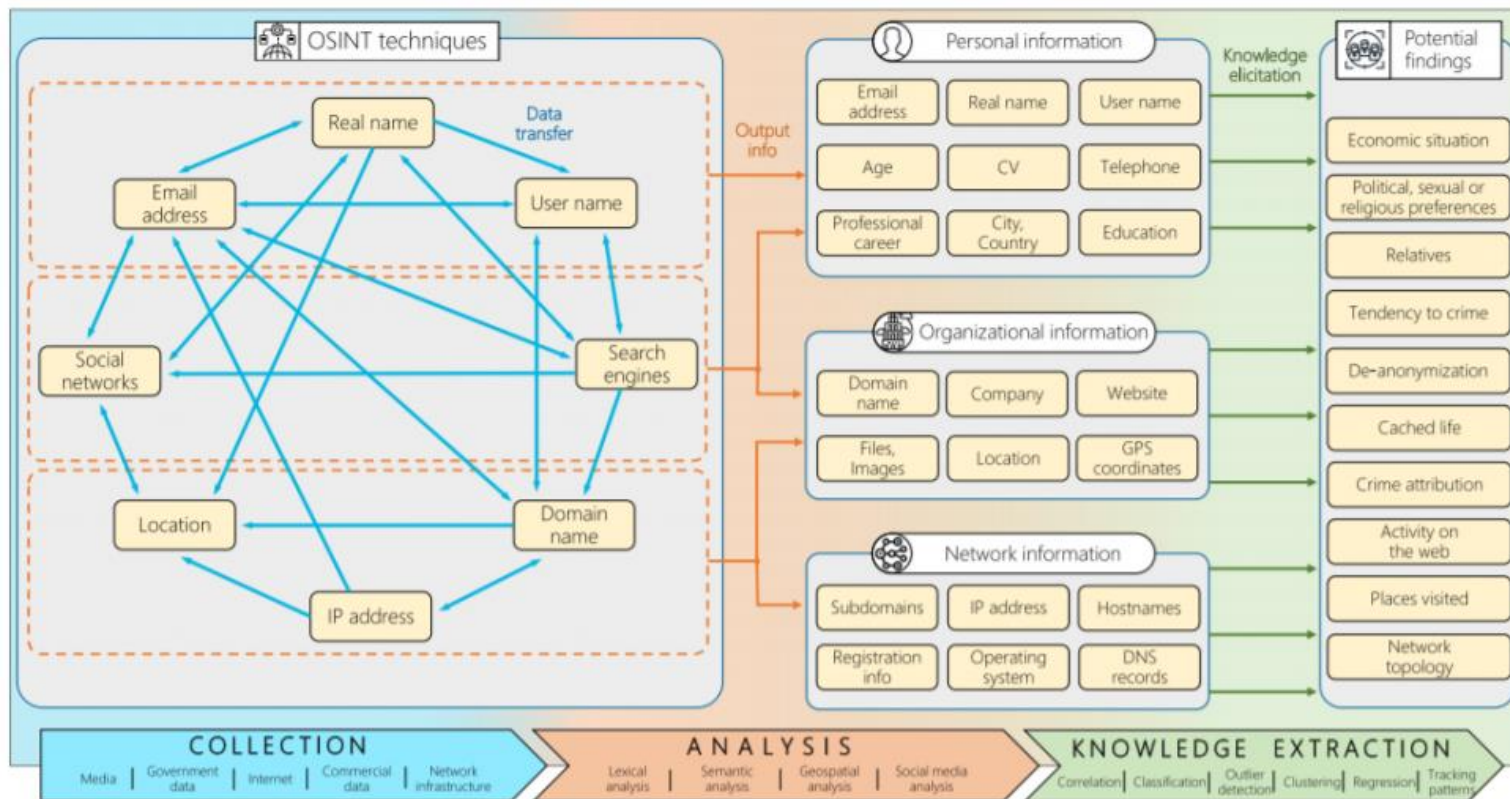 OSINT techniques
Real name
Data
transfer
Email
address
User name
Social
networks
Search
engines
Location
Domain
name
IP address
Output
info
Personal information
Email
address
Real name
User name
Age
CV
Telephone
Professional
career
City,
Country
Education
Organizational information
Domain
name
Company
Website
Files,
Images
Location
GPS
coordinates
Network information
Subdomains
IP address
Hostnames
Registration
info
Operating
system
DNS
records
Knowledge
elicitation
Potential
findings
Economic situation
Political, sexual or
religious preferences
Relatives
Tendency to crime
De-anonymization
Cached life
Crime attribution
Activity on
the web
Places visited
Network
topology
COLLECTION
Media
Government
data
Internet
Commercial
data
Network
infrastructure
ANALYSIS
Lexical
analysis
Semantic
analysis
Geospatial
analysis
Social media
analysis
KNOWLEDGE EXTRACTION
Correlation
Classification
Outlier
detection
Clustering
Regression
Tracking
patterns